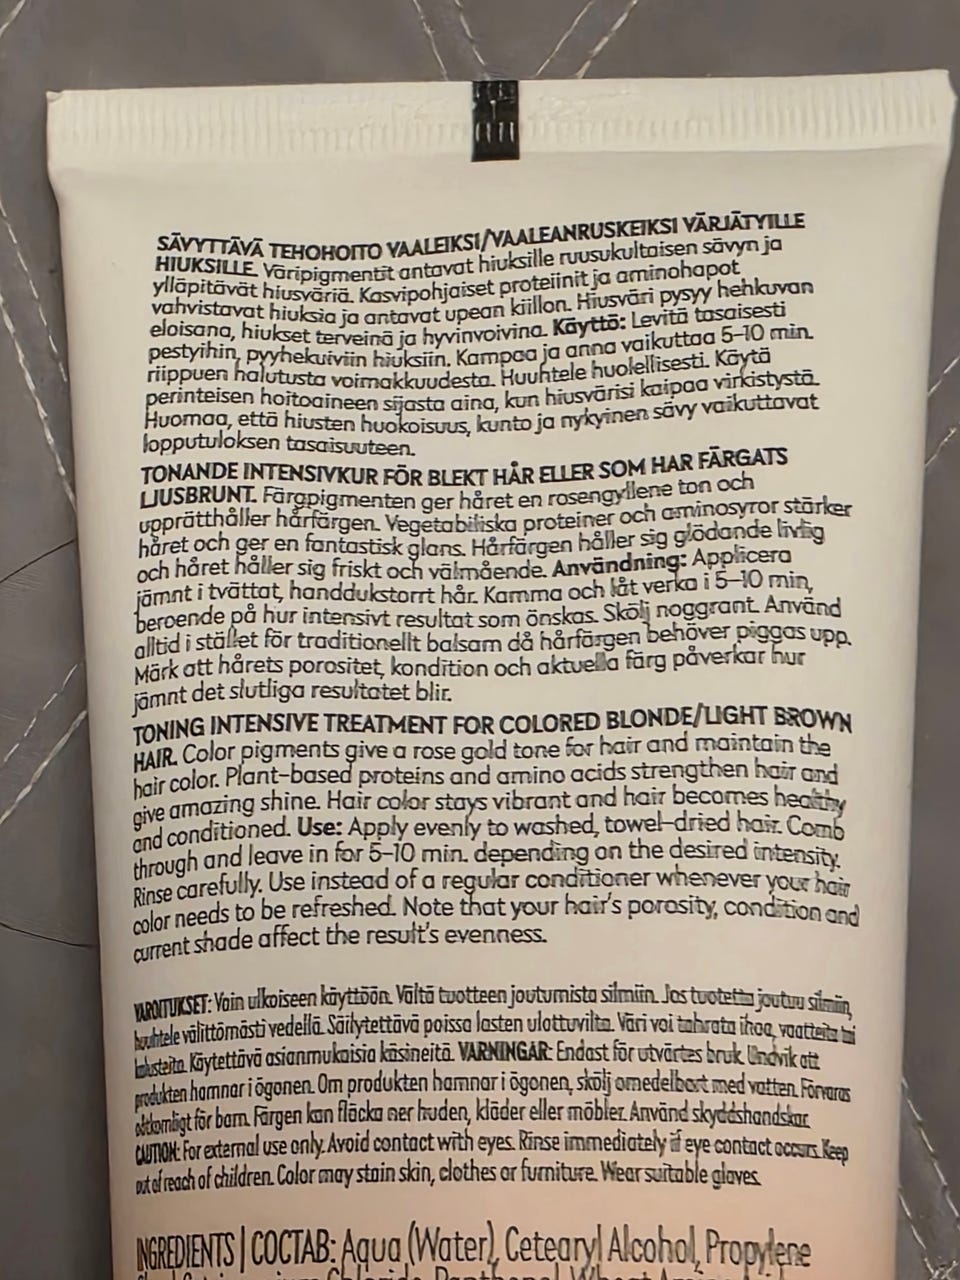 SÄVYTTÄVÄ TEHOHOITO VAALEIKSI/VAALEANRUSKEIKSI VÄRJÄTYILLE
HIUKSILLE. Väripigmentit antavat hiuksille ruusukultaisen sävyn ja
ylläpitävät hiusväriä. Kasvipohjaiset proteiinit ja aminohapot
vahvistavat hiuksia ja antavat upean kiillon. Hiusväri pysyy hehkuvan
eloisana, hiukset terveinä ja hyvinvoivina. Käyttö: Levitä tasaisesti
pestyihin, pyyhekuiviin hiuksiin. Kampaa ja anna vaikuttaa 5–10 min.
riippuen halutusta voimakkuudesta. Huuhtele huolellisesti. Käytä
perinteisen hoitoaineen sijasta aina, kun hiusvärisi kaipaa virkistystä.
Huomaa, että hiusten huokoisuus, kunto ja nykyinen sävy vaikuttavat
lopputuloksen tasaisuuteen.
TONANDE INTENSIVKUR FÖR BLEKT HÅR ELLER SOM HAR FÄRGATS
LJUSBRUNT. Färgpigmenten ger håret en rosengyllene ton och
upprätthåller hårfärgen. Vegetabiliska proteiner och aminosyror stärker
håret och ger en fantastisk glans. Hårfärgen håller sig glödande livlig
och håret håller sig friskt och välmående. Användning: Applicera
jämnt i tvättat, handdukstorrt hår. Kamma och låt verka i 5–10 min,
beroende på hur intensivt resultat som önskas. Skölj noggrant. Använd
alltid i stället för traditionellt balsam då hårfärgen behöver piggas upp.
Märk att hårets porositet, kondition och aktuella färg påverkar hur
jämnt det slutliga resultatet blir.
TONING INTENSIVE TREATMENT FOR COLORED BLONDE/LIGHT BROWN
HAIR. Color pigments give a rose gold tone for hair and maintain the
hair color. Plant-based proteins and amino acids strengthen hair and
give amazing shine. Hair color stays vibrant and hair becomes healthy
and conditioned. Use: Apply evenly to washed, towel-dried hair. Comb
through and leave in for 5–10 min. depending on the desired intensity.
Rinse carefully. Use instead of a regular conditioner whenever your hair
color needs to be refreshed. Note that your hair's porosity, condition and
current shade affect the result's evenness.
VAROITUKSET: Vain ulkoiseen käyttöön. Vältä tuotteen joutumista silmiin. Jos tuotetta joutuu silmiin,
huuhtele välittömästi vedellä. Säilytettävä poissa lasten ulottuvilta. Väri voi tahrata ihoa, vaatteita tai
kalusteita. Käytettävä asianmukaisia käsineitä. VARNINGAR: Endast för utvärtes bruk. Undvik att
produkten hamnar i ögonen. Om produkten hamnar i ögonen, skölj omedelbart med vatten. Förvaras
oåtkomligt för barn. Färgen kan fläcka ner huden, kläder eller möbler. Använd skyddshandskar.
CAUTION: For external use only. Avoid contact with eyes. Rinse immediately if eye contact occurs. Keep
out of reach of children. Color may stain skin, clothes or furniture. Wear suitable gloves.
INGREDIENTS | СОСТАВ: Aqua (Water), Cetearyl Alcohol, Propylene